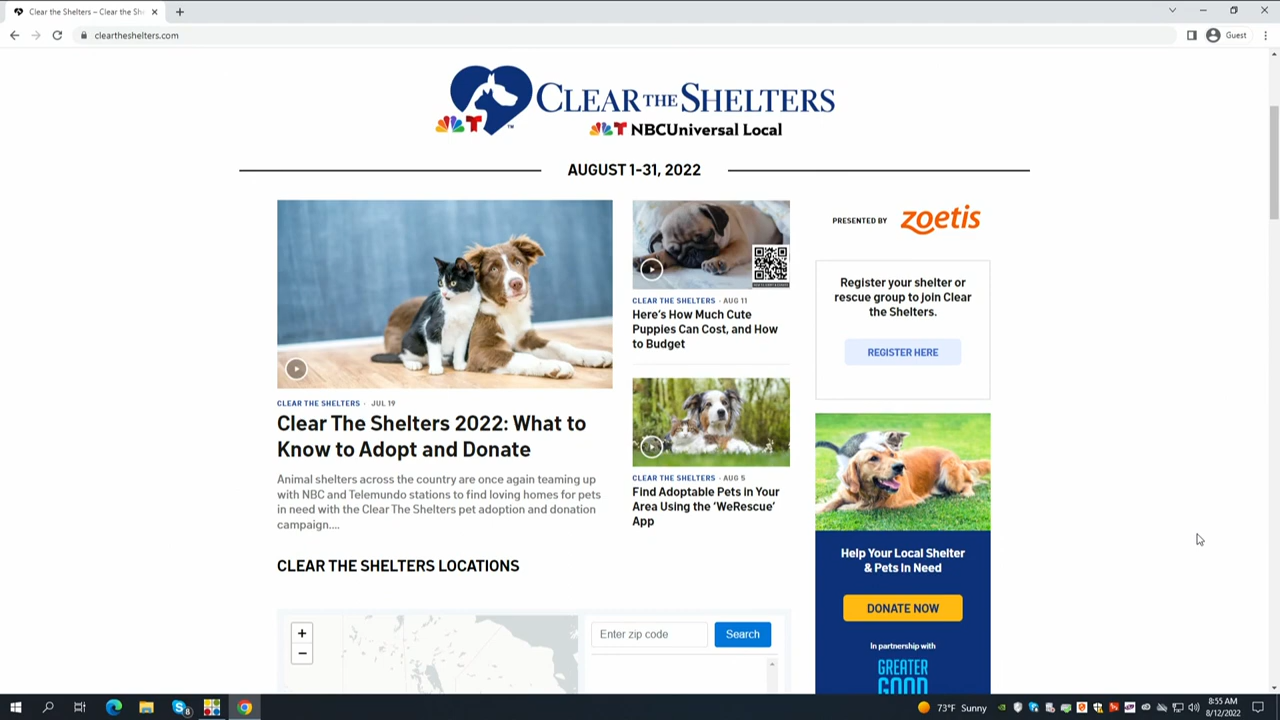 Clear the Shelters – Clear the She
cleartheshelters.com
Guest
CLEAR THE SHELTERS
TM
NBCUniversal Local
AUGUST 1-31, 2022
PRESENTED BY
zoetis
Register your shelter or
rescue group to join Clear
the Shelters.
REGISTER HERE
CLEAR THE SHELTERS · AUG 11
Here's How Much Cute
Puppies Can Cost, and How
to Budget
CLEAR THE SHELTERS · JUL 19
Clear The Shelters 2022: What to
Know to Adopt and Donate
Animal shelters across the country are once again teaming up
with NBC and Telemundo stations to find loving homes for pets
in need with the Clear The Shelters pet adoption and donation
campaign....
CLEAR THE SHELTERS · AUG 5
Find Adoptable Pets in Your
Area Using the 'WeRescue'
App
Help Your Local Shelter
& Pets In Need
DONATE NOW
In partnership with
GREATER
GOOD
CLEAR THE SHELTERS LOCATIONS
+
−
Enter zip code
Search
8
73°F Sunny
8:55 AM
8/12/2022